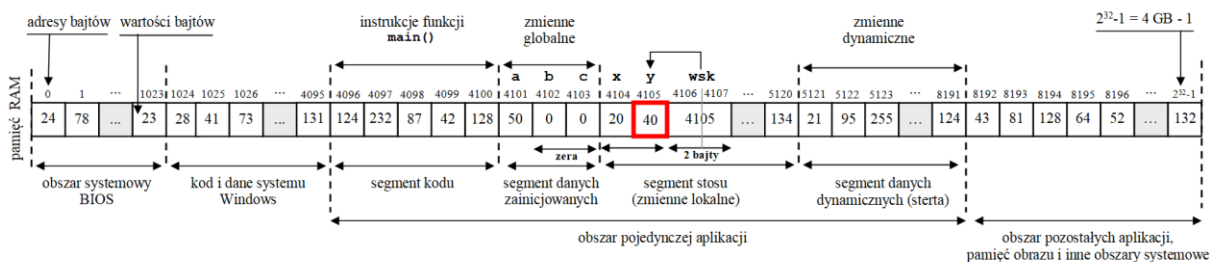 adresy bajtów wartości bajtów instrukcje funkcji zmienne zmienne 2³²-1 = 4 GB - 1
main() globalne dynamiczne
a b c x y wsk
0 1 ... 1023 1024 1025 1026 ... 4095 4096 4097 4098 4099 4100 4101 4102 4103 4104 4105 4106 4107 ... 5120 5121 5122 5123 ... 8191 8192 8193 8194 8195 8196 ... 2³²-1
pamięć RAM
24 78 ... 23 28 41 73 ... 131 124 232 87 42 128 50 0 0 20 40 4105 ... 134 21 95 255 ... 124 43 81 128 64 52 ... 132
zera 2 bajty
obszar systemowy kod i dane systemu segment kodu segment danych segment stosu segment danych
BIOS Windows zainicjowanych (zmienne lokalne) dynamicznych (sterta)
obszar pojedynczej aplikacji obszar pozostałych aplikacji,
pamięć obrazu i inne obszary systemowe